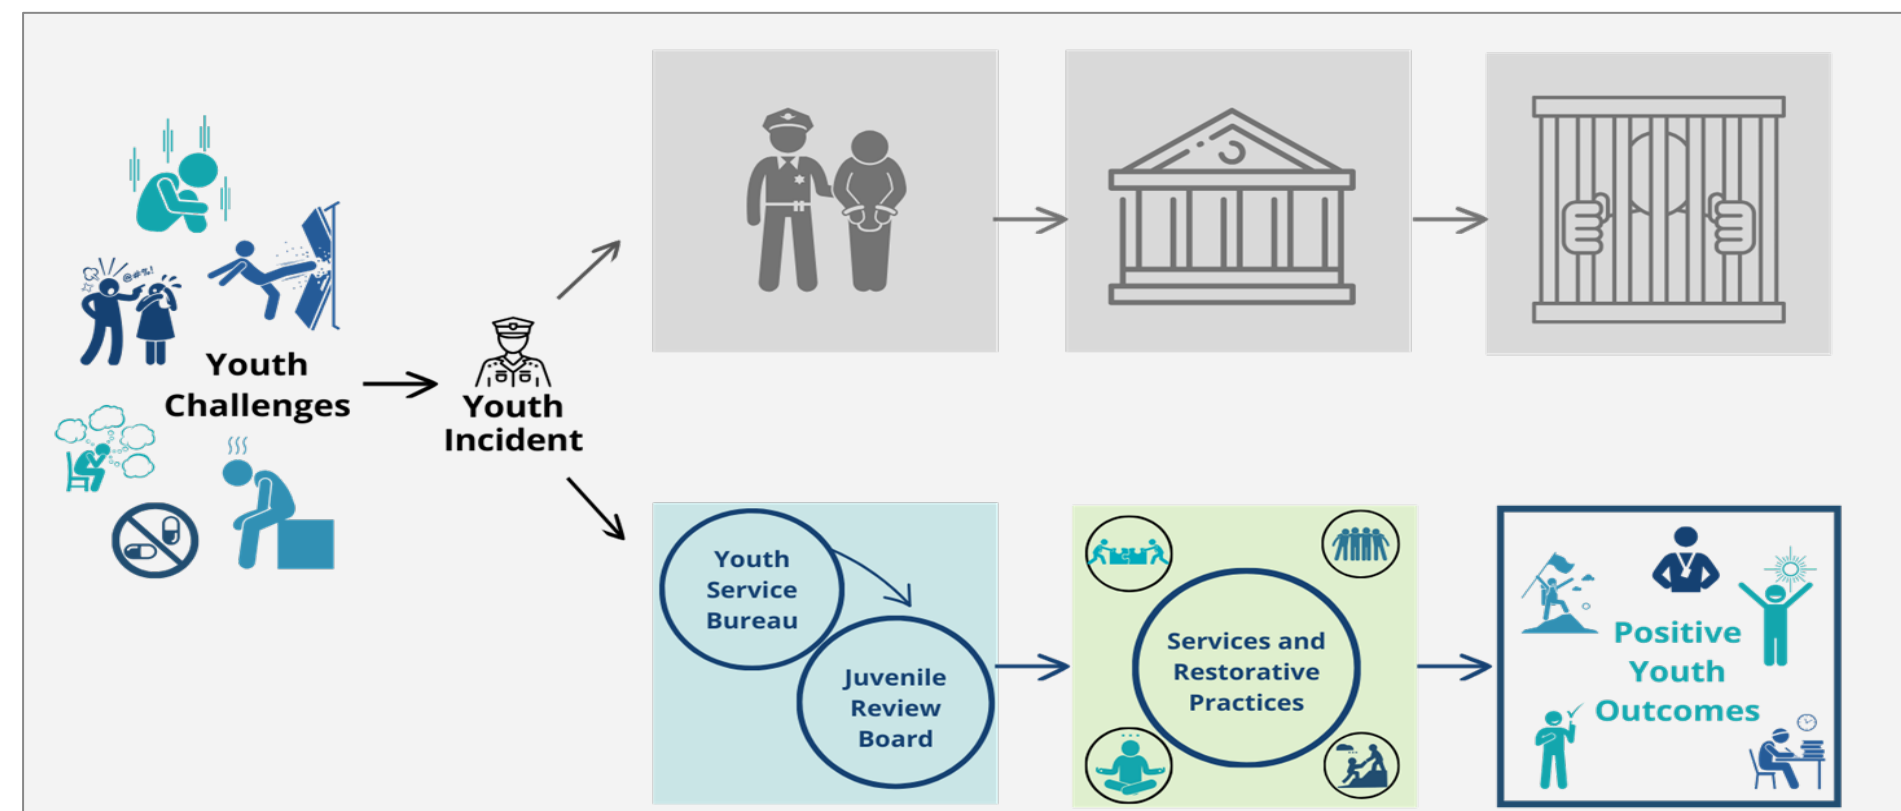 @#%!
Youth
Challenges
Youth
Incident
Youth
Service
Bureau
Juvenile
Review
Board
Services and
Restorative
Practices
Positive
Youth
Outcomes